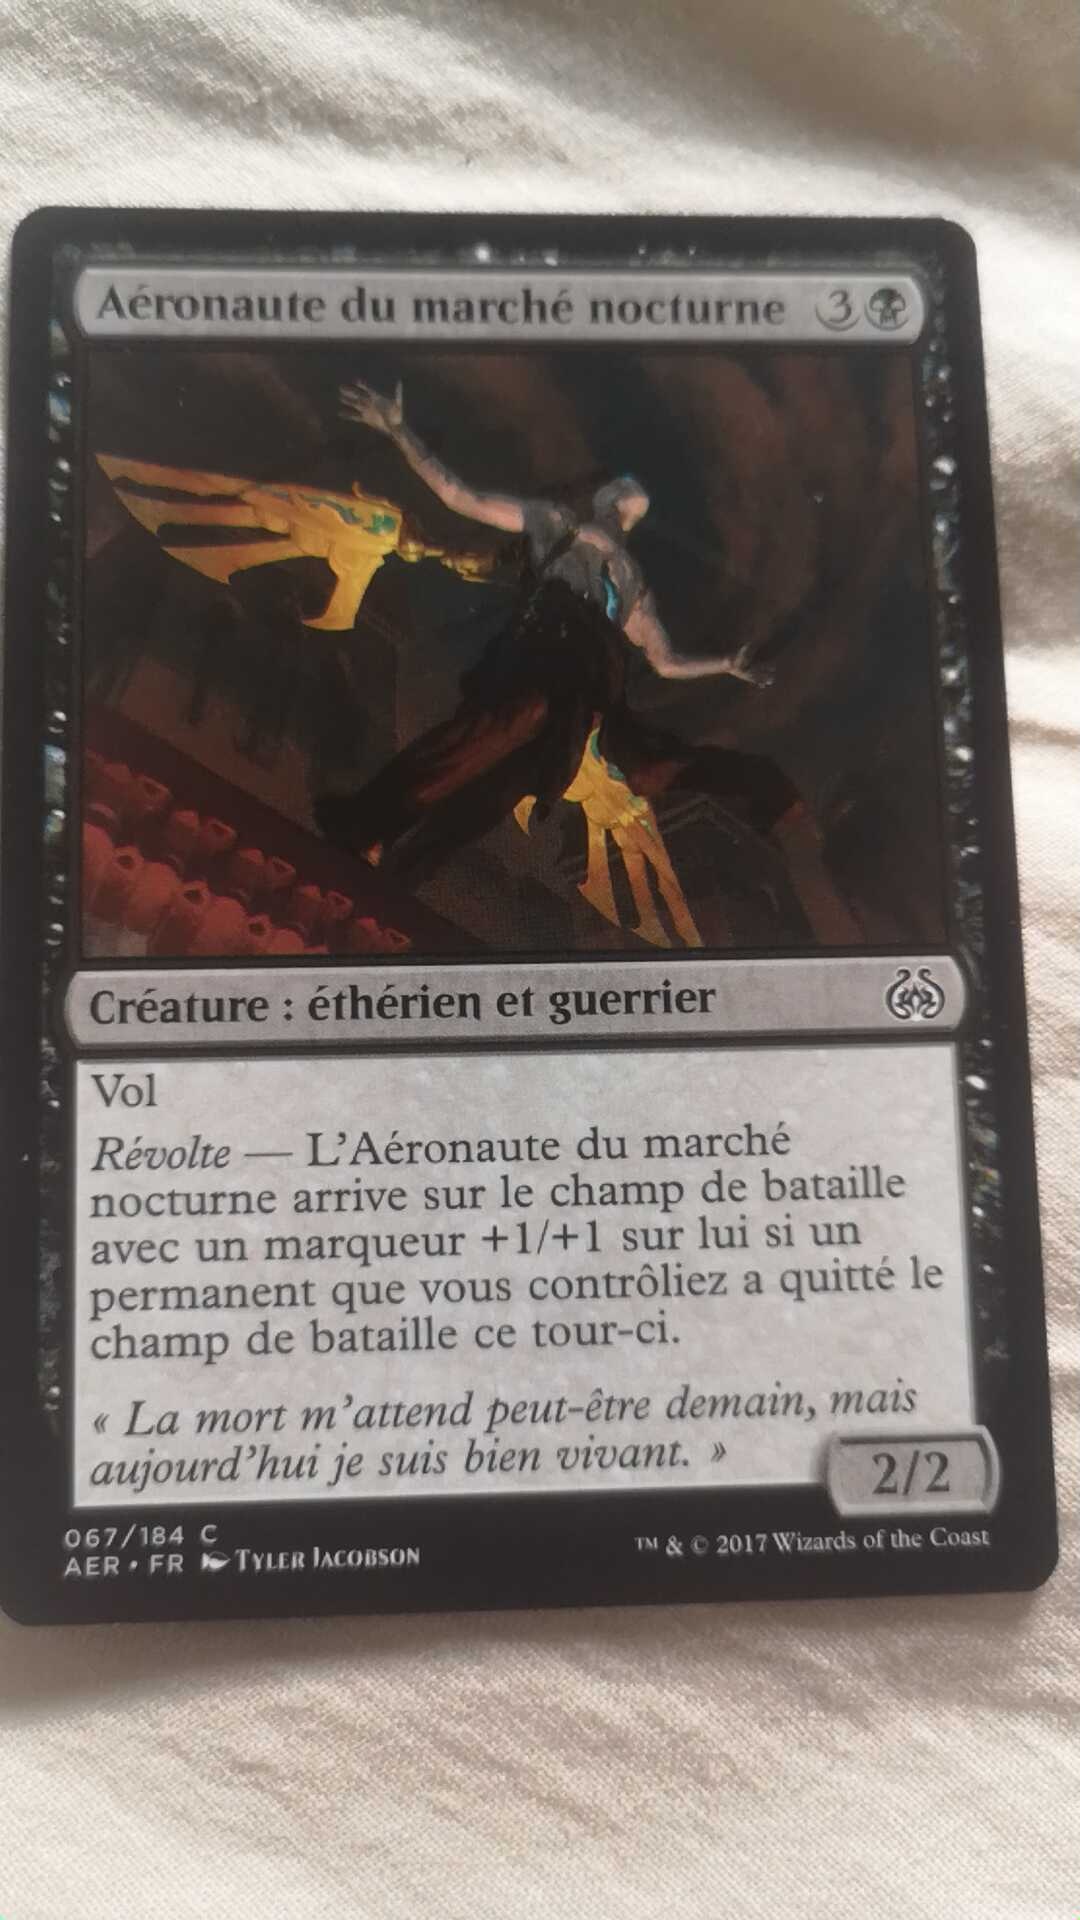 Aéronaute du marché nocturne 3
Créature : éthérien et guerrier
Vol
Révolte — L'Aéronaute du marché
nocturne arrive sur le champ de bataille
avec un marqueur +1/+1 sur lui si un
permanent que vous contrôliez a quitté le
champ de bataille ce tour-ci.
« La mort m'attend peut-être demain, mais
aujourd'hui je suis bien vivant. »
2/2
067/184 C
AER • FR Tyler Jacobson
™ & © 2017 Wizards of the Coast